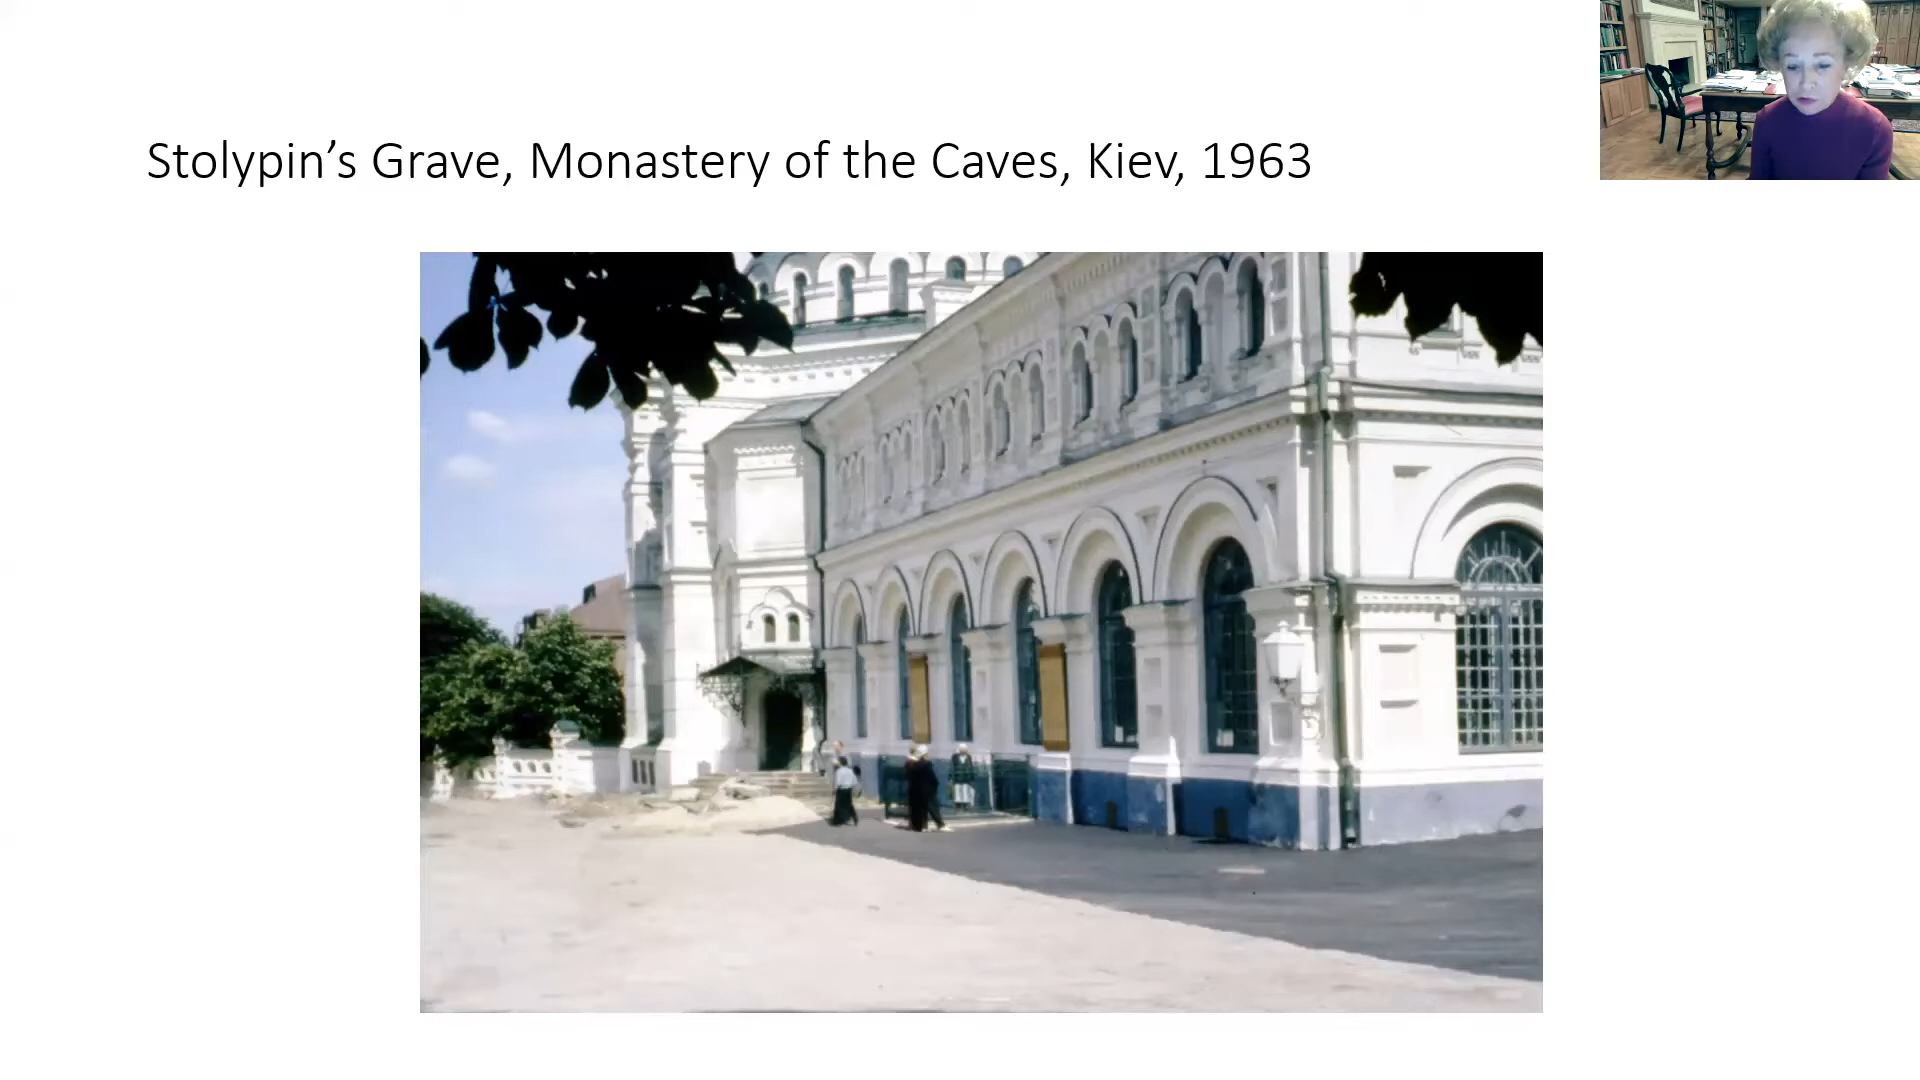 Stolypin’s Grave, Monastery of the Caves, Kiev, 1963